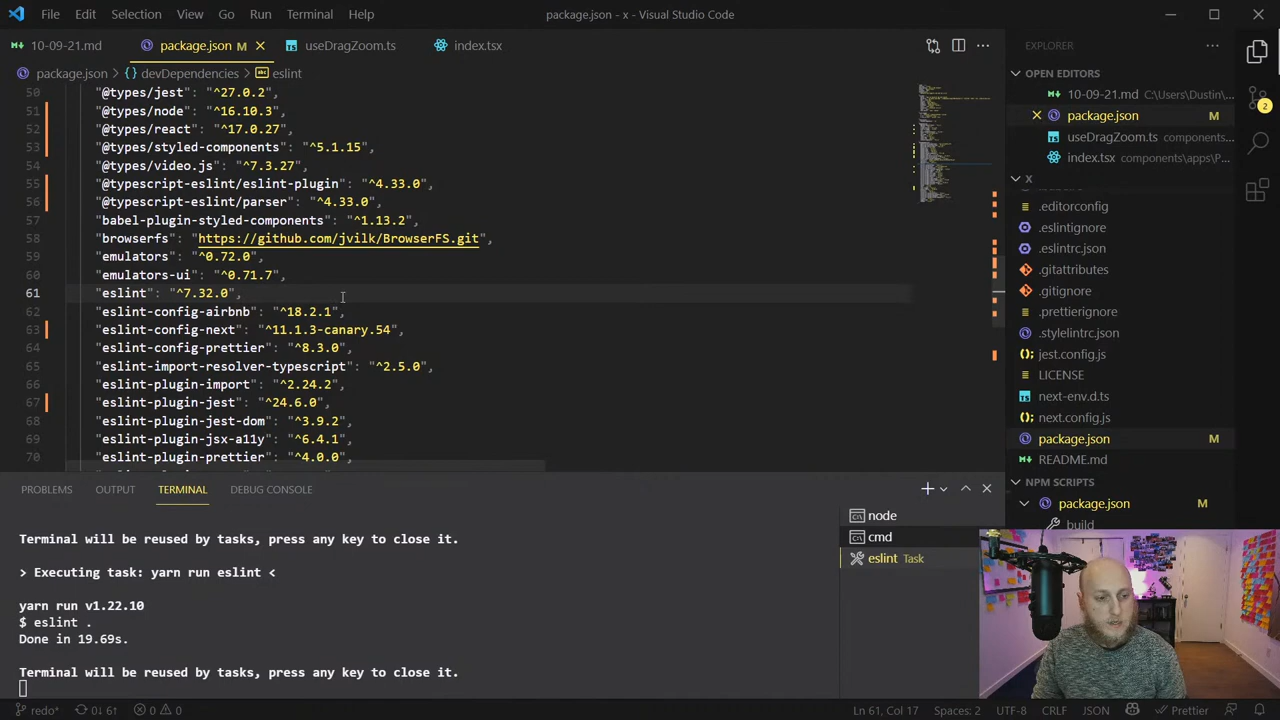 File Edit Selection View Go Run Terminal Help package.json - x - Visual Studio Code
10-09-21.md package.json M useDragZoom.ts index.tsx
package.json > {} devDependencies > eslint
50 "@types/jest": "^27.0.2",
51 "@types/node": "^16.10.3",
52 "@types/react": "^17.0.27",
53 "@types/styled-components": "^5.1.15",
54 "@types/video.js": "^7.3.27",
55 "@typescript-eslint/eslint-plugin": "^4.33.0",
56 "@typescript-eslint/parser": "^4.33.0",
57 "babel-plugin-styled-components": "^1.13.2",
58 "browserfs": "https://github.com/jvilk/BrowserFS.git",
59 "emulators": "^0.72.0",
60 "emulators-ui": "^0.71.7",
61 "eslint": "^7.32.0",
62 "eslint-config-airbnb": "^18.2.1",
63 "eslint-config-next": "^11.1.3-canary.54",
64 "eslint-config-prettier": "^8.3.0",
65 "eslint-import-resolver-typescript": "^2.5.0",
66 "eslint-plugin-import": "^2.24.2",
67 "eslint-plugin-jest": "^24.6.0",
68 "eslint-plugin-jest-dom": "^3.9.2",
69 "eslint-plugin-jsx-a11y": "^6.4.1",
70 "eslint-plugin-prettier": "^4.0.0",
EXPLORER
OPEN EDITORS
10-09-21.md C:\Users\Dustin...
package.json M
useDragZoom.ts components...
index.tsx components\apps\P...
X
.editorconfig
.eslintignore
.eslintrc.json
.gitattributes
.gitignore
.prettierignore
.stylelintrc.json
jest.config.js
LICENSE
next-env.d.ts
next.config.js
package.json M
README.md
NPM SCRIPTS
package.json M
build
2
PROBLEMS OUTPUT TERMINAL DEBUG CONSOLE
Terminal will be reused by tasks, press any key to close it.
> Executing task: yarn run eslint <
yarn run v1.22.10
$ eslint .
Done in 19.69s.
Terminal will be reused by tasks, press any key to close it.
node
cmd
eslint Task
redo* 0↓ 6↑ 0 0 Ln 61, Col 17 Spaces: 2 UTF-8 CRLF JSON Prettier